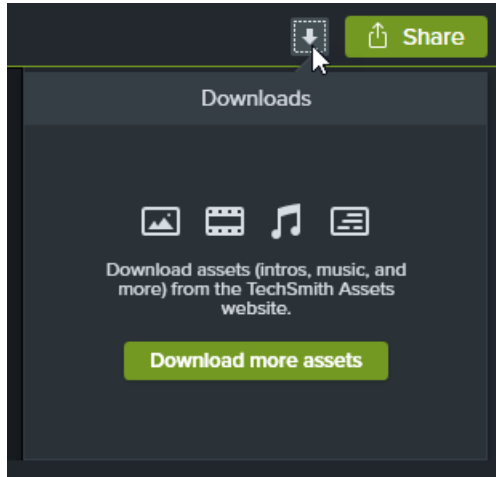 Share
Downloads
Download assets (intros, music, and
more) from the TechSmith Assets
website.
Download more assets